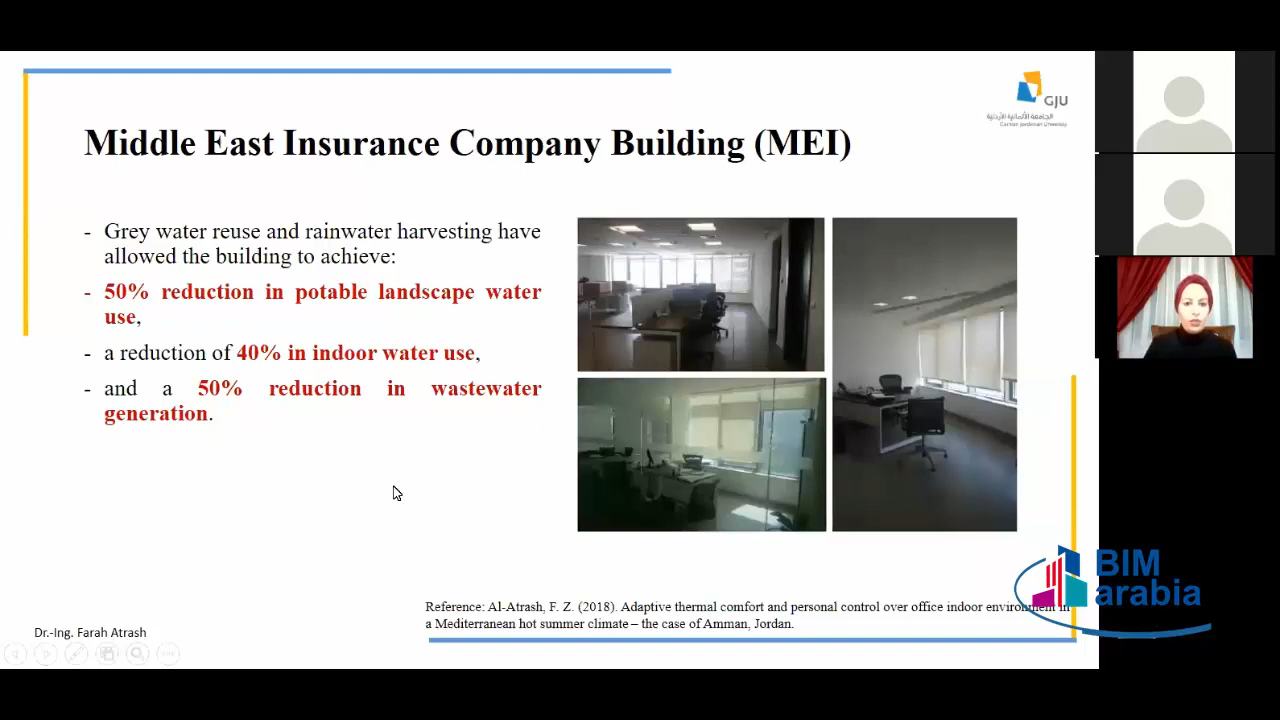 GJU
الجامعة الألمانية الأردنية
German Jordanian University
Middle East Insurance Company Building (MEI)
- Grey water reuse and rainwater harvesting have
allowed the building to achieve:
- 50% reduction in potable landscape water
use,
- a reduction of 40% in indoor water use,
- and a 50% reduction in wastewater
generation.
BIM
arabia
Reference: Al-Atrash, F. Z. (2018). Adaptive thermal comfort and personal control over office indoor environment in
a Mediterranean hot summer climate – the case of Amman, Jordan.
Dr.-Ing. Farah Atrash